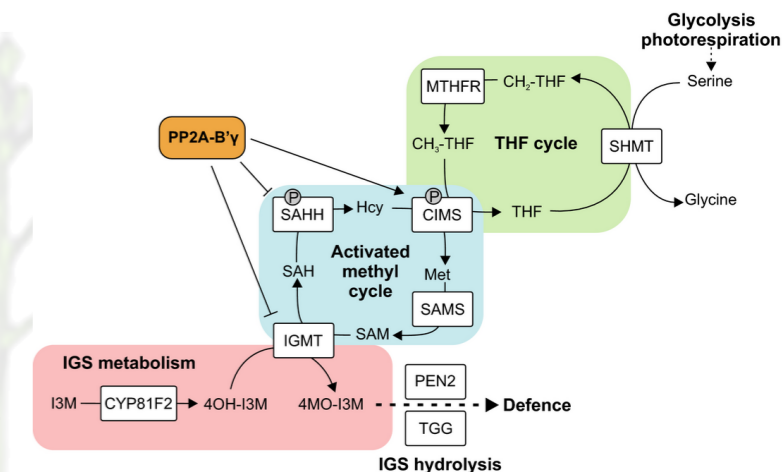 Glycolysis
photorespiration
MTHFR
CH₂-THF
Serine
PP2A-B'γ
CH₃-THF
THF cycle
SHMT
P
P
SAHH
Hcy
CIMS
THF
Glycine
Activated
methyl
cycle
SAH
Met
SAMS
IGMT
SAM
IGS metabolism
PEN2
I3M
CYP81F2
4OH-I3M
4MO-I3M
Defence
TGG
IGS hydrolysis